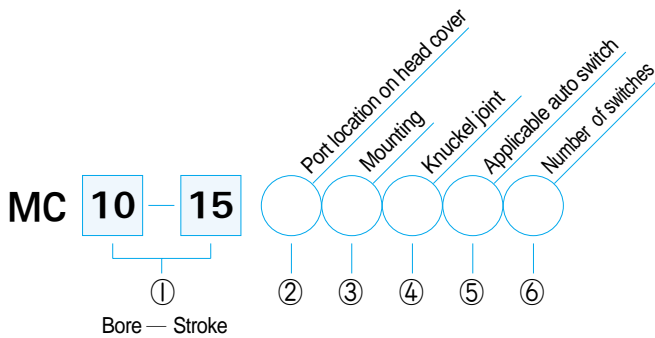 Port location on head cover
Mounting
Knuckel joint
Applicable auto switch
Number of switches
MC 10 — 15
① ② ③ ④ ⑤ ⑥
Bore — Stroke